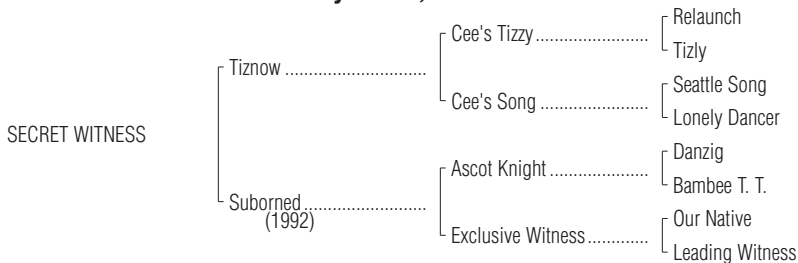 Relaunch
Cee's Tizzy........................
Tizly
Tiznow .............................
Seattle Song
Cee's Song .......................
Lonely Dancer
SECRET WITNESS
Danzig
Ascot Knight.....................
Bambee T. T.
Suborned..........................
(1992)
Our Native
Exclusive Witness.............
Leading Witness